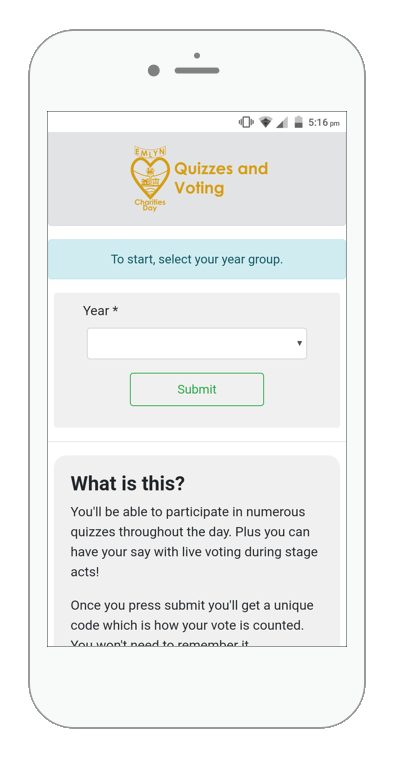 5:16 pm
EMLYN
Quizzes and
Voting
Charities
Day
To start, select your year group.
Year *
Submit
What is this?
You'll be able to participate in numerous
quizzes throughout the day. Plus you can
have your say with live voting during stage
acts!
Once you press submit you'll get a unique
code which is how your vote is counted.
You won't need to remember it